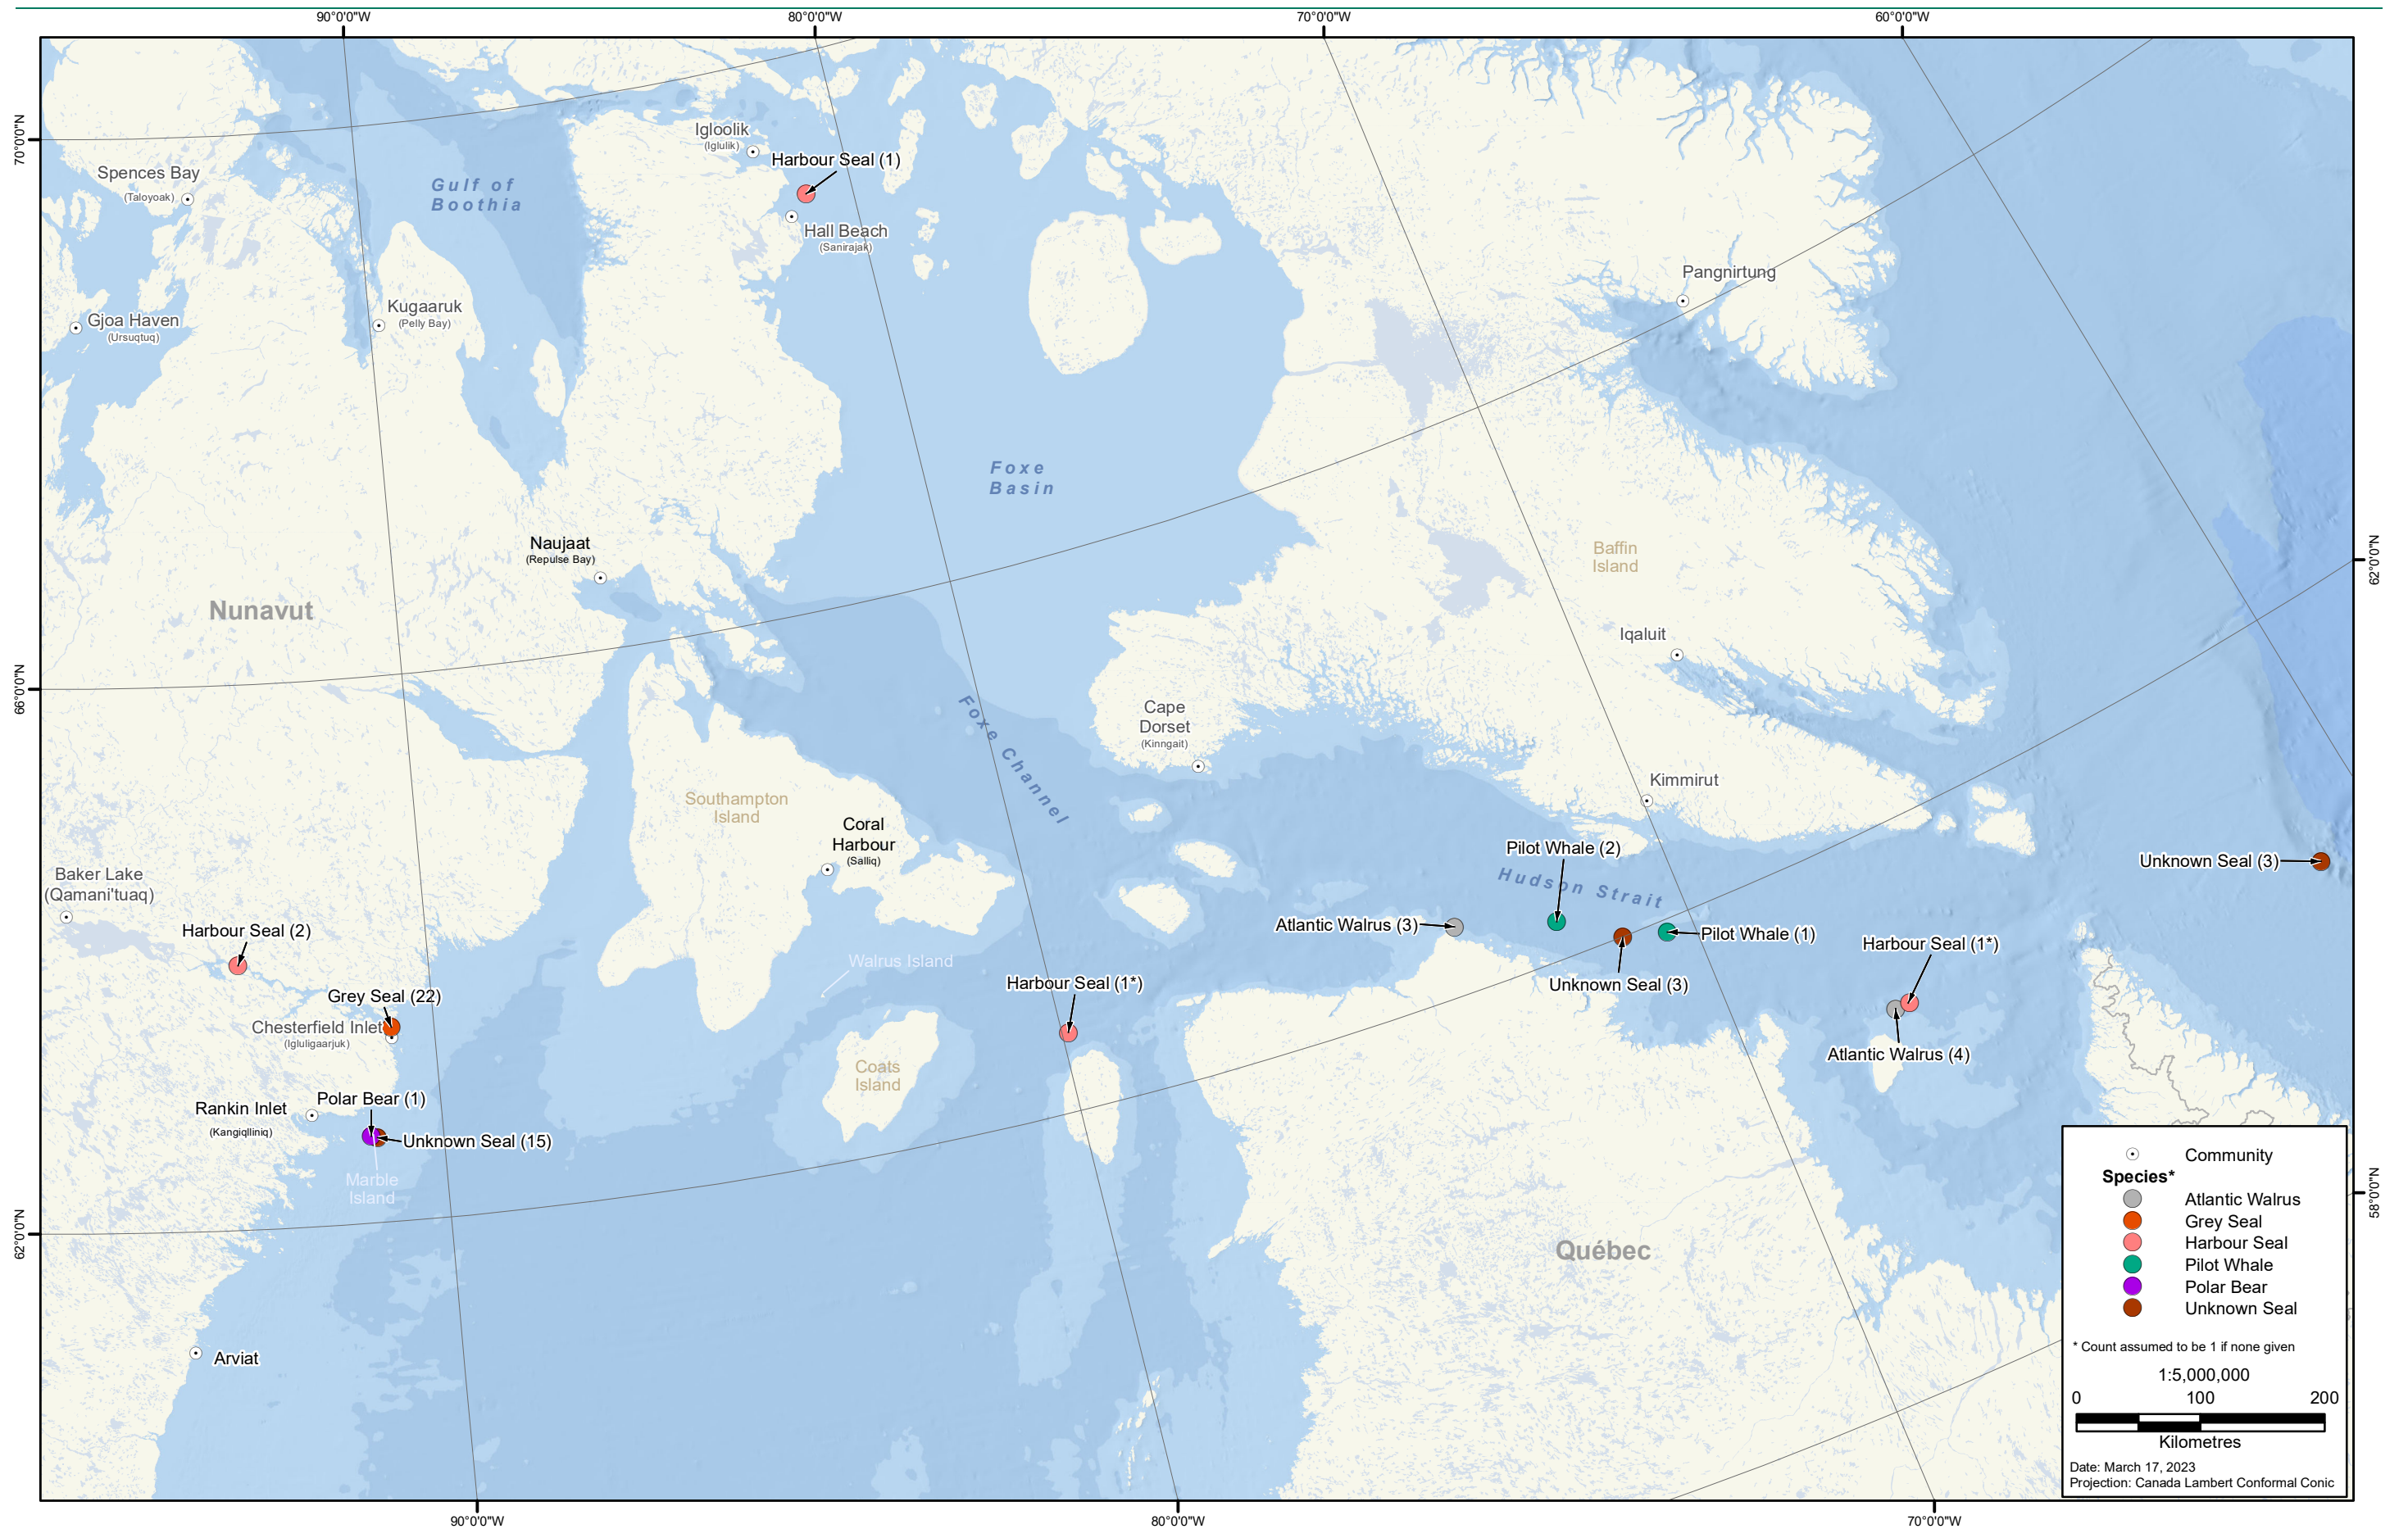 90°0'0"W
80°0'0"W
70°0'0"W
60°0'0"W
70°0'0"N
66°0'0"N
62°0'0"N
62°0'0"N
58°0'0"N
Igloolik
(Iglulik)
Harbour Seal (1)
Hall Beach
(Sanirajak)
Spences Bay
(Taloyoak)
Gulf of
Boothia
Gjoa Haven
(Ursuqtuq)
Kugaaruk
(Pelly Bay)
Pangnirtung
Foxe
Basin
Naujaat
(Repulse Bay)
Nunavut
Baffin
Island
Iqaluit
Cape
Dorset
(Kinngait)
Foxe Channel
Kimmirut
Southampton
Island
Coral
Harbour
(Salliq)
Baker Lake
(Qamani'tuaq)
Harbour Seal (2)
Grey Seal (22)
Chesterfield Inlet
(Igluligaarjuk)
Polar Bear (1)
Rankin Inlet
(Kangiqlliniq)
Unknown Seal (15)
Marble
Island
Arviat
Walrus Island
Coats
Island
Harbour Seal (1*)
Atlantic Walrus (3)
Pilot Whale (2)
Hudson Strait
Unknown Seal (3)
Pilot Whale (1)
Unknown Seal (3)
Harbour Seal (1*)
Atlantic Walrus (4)
Québec
Community
Species*
Atlantic Walrus
Grey Seal
Harbour Seal
Pilot Whale
Polar Bear
Unknown Seal
* Count assumed to be 1 if none given
1:5,000,000
0 100 200
Kilometres
Date: March 17, 2023
Projection: Canada Lambert Conformal Conic
90°0'0"W
80°0'0"W
70°0'0"W